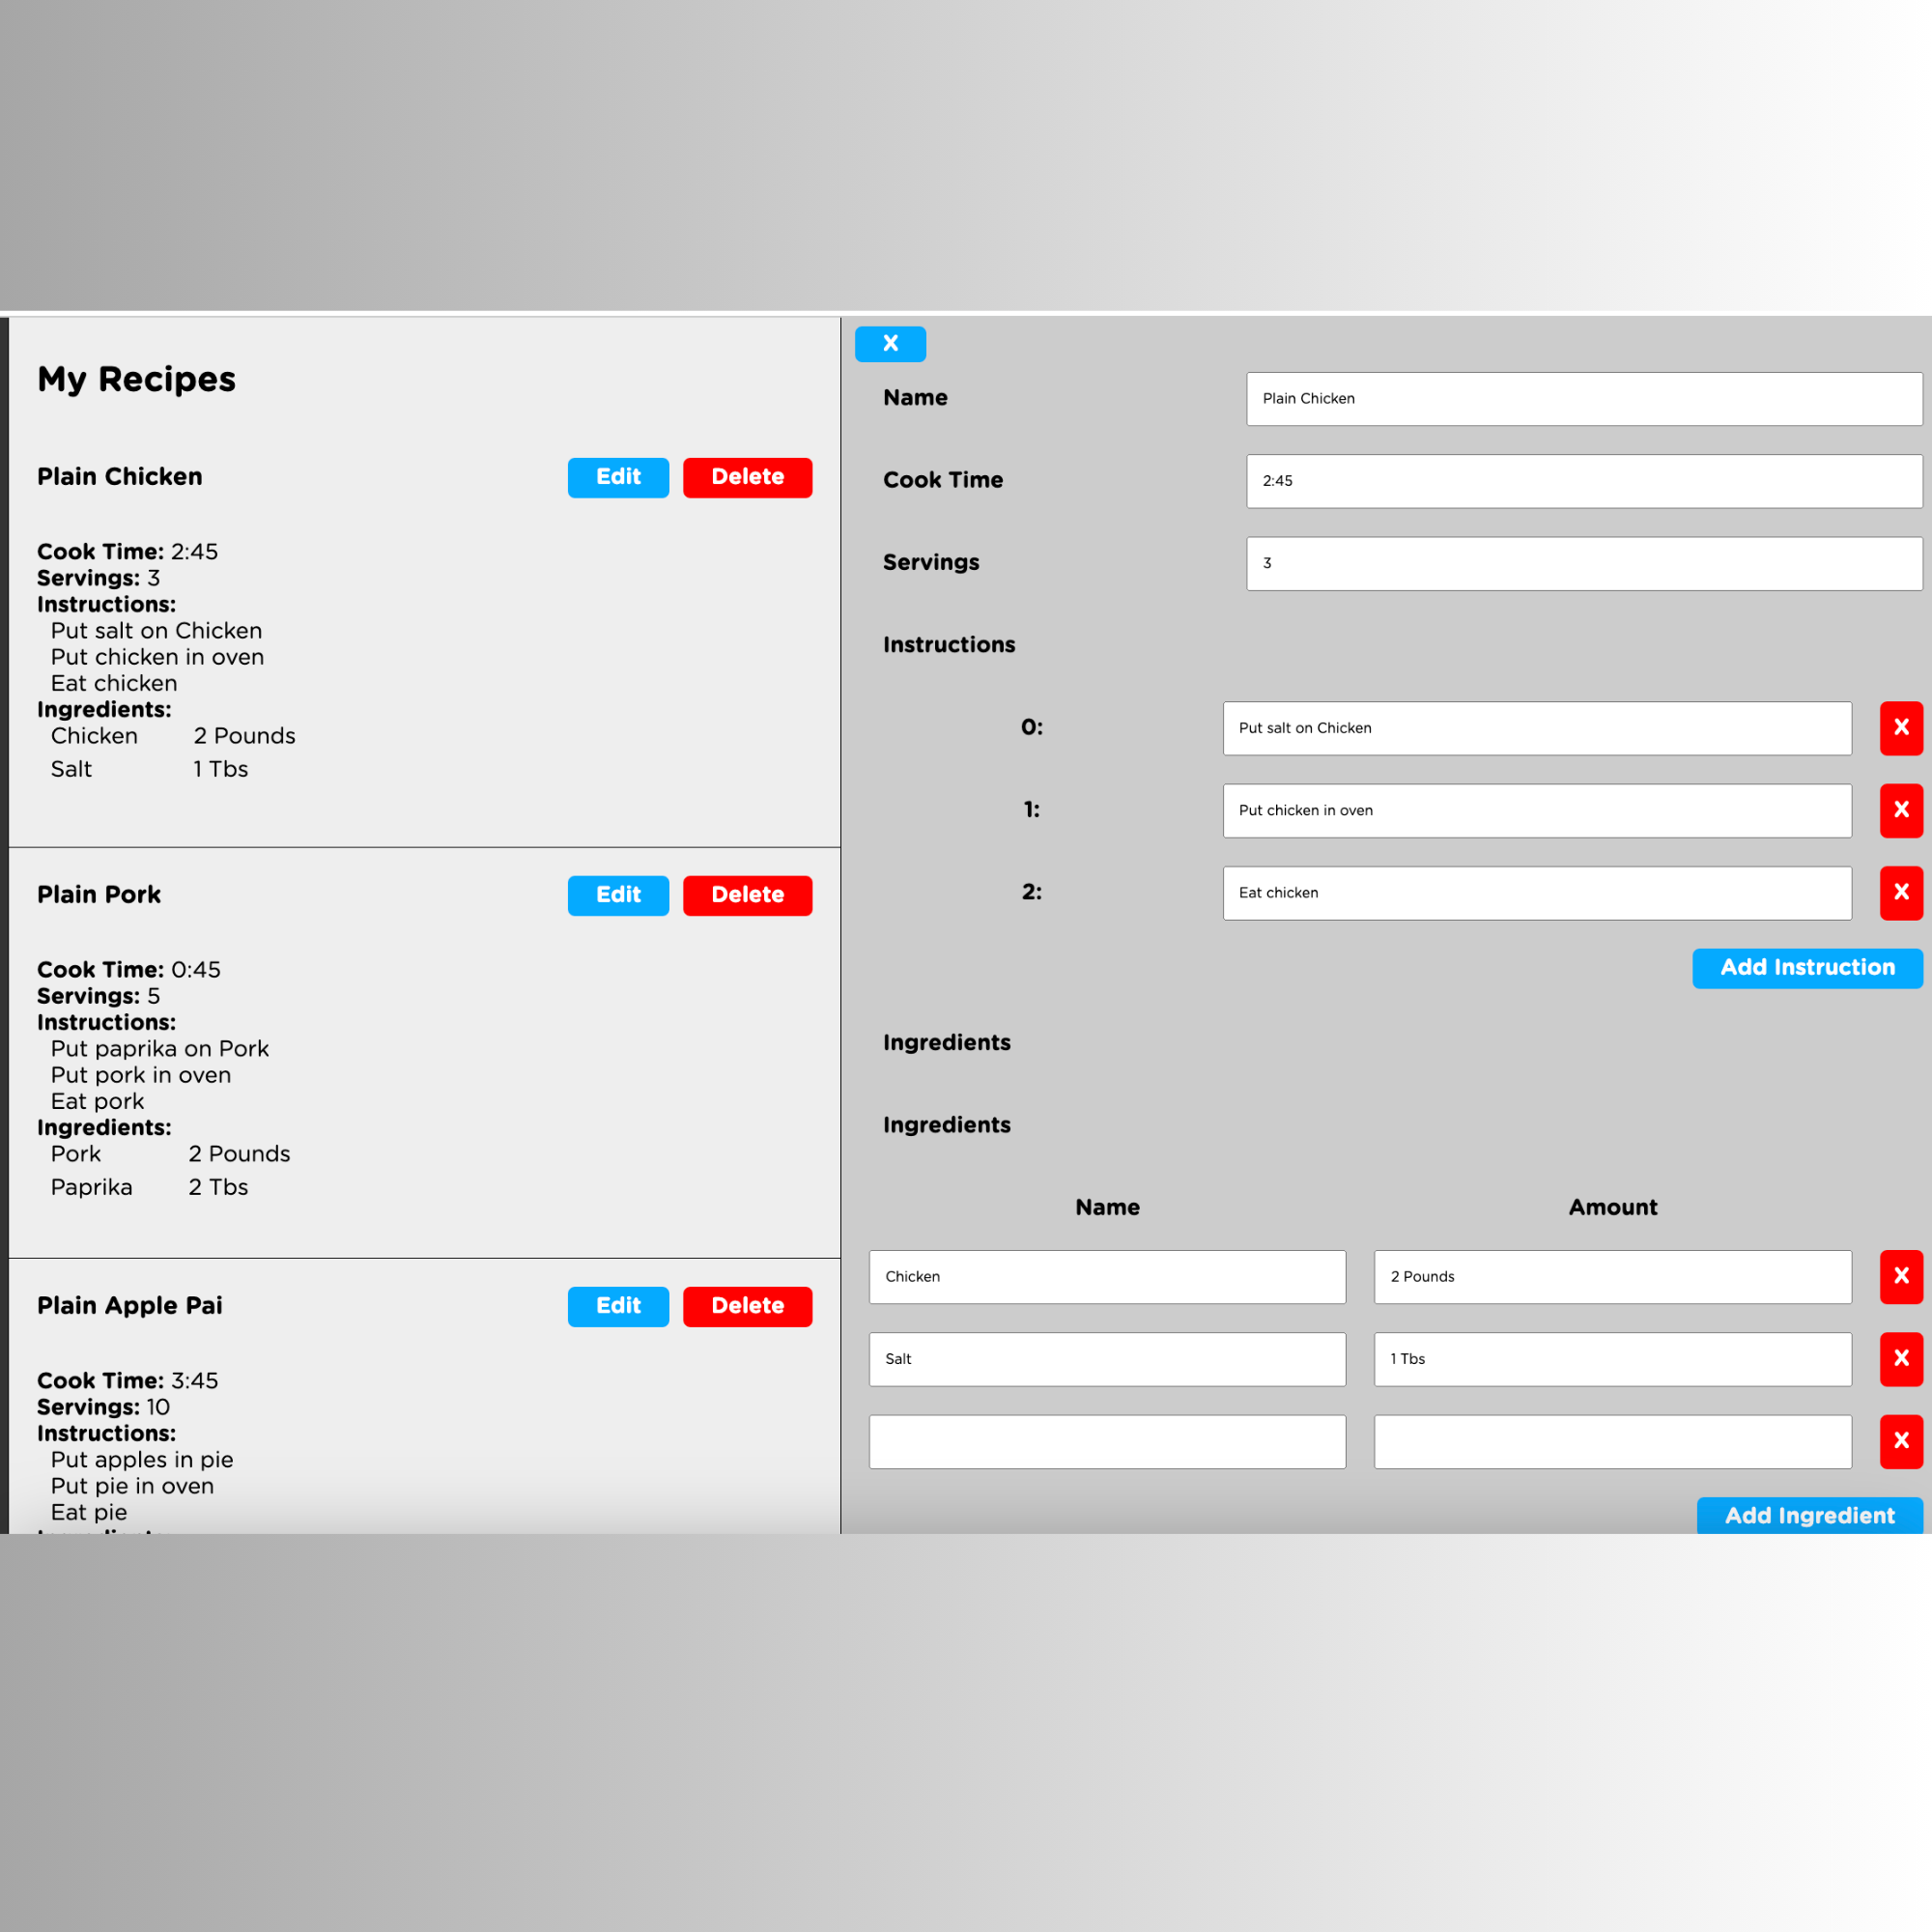 My Recipes
Plain Chicken
Edit
Delete
Cook Time: 2:45
Servings: 3
Instructions:
Put salt on Chicken
Put chicken in oven
Eat chicken
Ingredients:
Chicken 2 Pounds
Salt 1 Tbs
Plain Pork
Edit
Delete
Cook Time: 0:45
Servings: 5
Instructions:
Put paprika on Pork
Put pork in oven
Eat pork
Ingredients:
Pork 2 Pounds
Paprika 2 Tbs
Plain Apple Pai
Edit
Delete
Cook Time: 3:45
Servings: 10
Instructions:
Put apples in pie
Put pie in oven
Eat pie
X
Name Plain Chicken
Cook Time 2:45
Servings 3
Instructions
0: Put salt on Chicken X
1: Put chicken in oven X
2: Eat chicken X
Add Instruction
Ingredients
Ingredients
Name Amount
Chicken 2 Pounds X
Salt 1 Tbs X
X
Add Ingredient